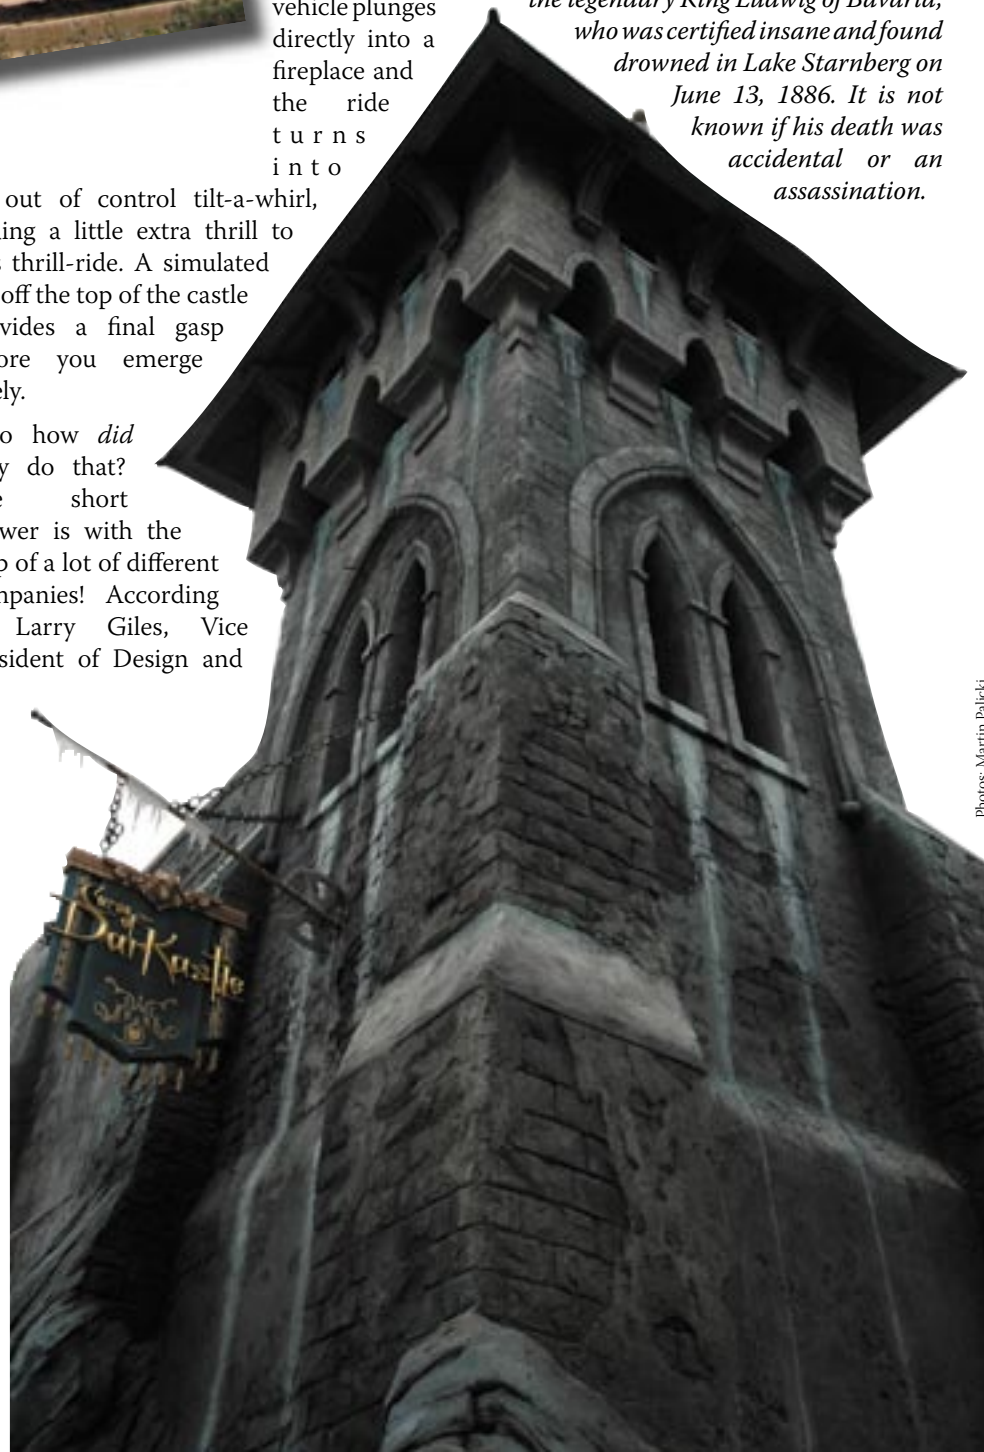 vehicle plunges
directly into a
fireplace and
the ride
turns
into
out of control tilt-a-whirl,
a little extra thrill to
thrill-ride. A simulated
off the top of the castle
a final gasp
you emerge
how did
do that?
short
is with the
of a lot of different
According
Larry Giles, Vice
of Design and
the legendary King Ludwig of Bavaria,
who was certified insane and found
drowned in Lake Starnberg on
June 13, 1886. It is not
known if his death was
accidental or an
assassination.
Photos: Martin Palicki
Curse of
DarKastle